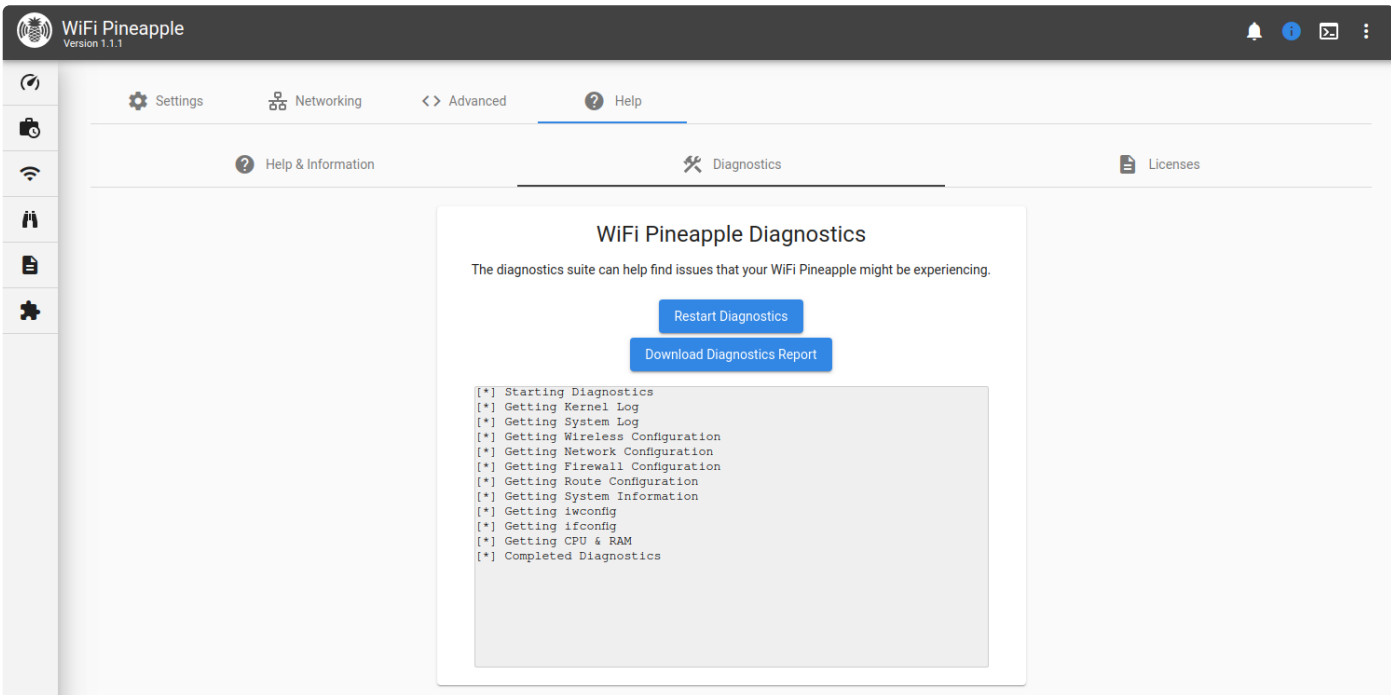 WiFi Pineapple
Version 1.1.1
Settings
Networking
Advanced
Help
Help & Information
Diagnostics
Licenses
WiFi Pineapple Diagnostics
The diagnostics suite can help find issues that your WiFi Pineapple might be experiencing.
Restart Diagnostics
Download Diagnostics Report
[*] Starting Diagnostics
[*] Getting Kernel Log
[*] Getting System Log
[*] Getting Wireless Configuration
[*] Getting Network Configuration
[*] Getting Firewall Configuration
[*] Getting Route Configuration
[*] Getting System Information
[*] Getting iwconfig
[*] Getting ifconfig
[*] Getting CPU & RAM
[*] Completed Diagnostics